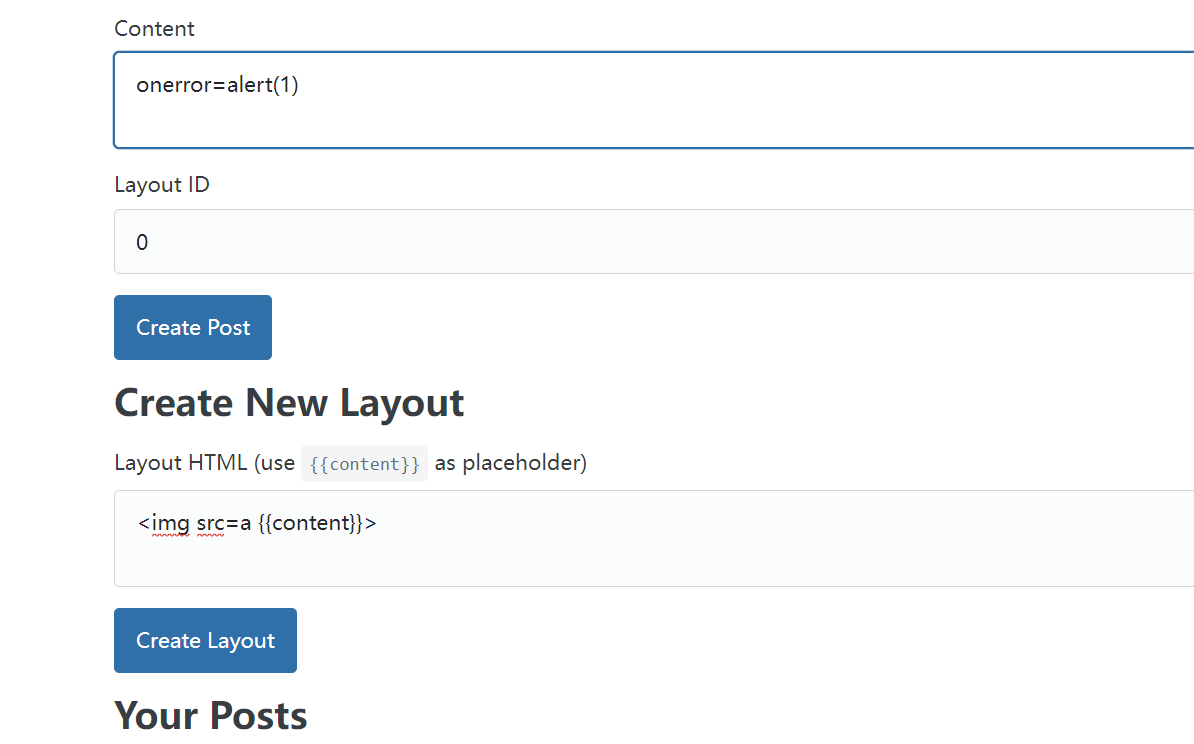 Content
onerror=alert(1)
Layout ID
0
Create Post
Create New Layout
Layout HTML (use {{content}} as placeholder)
<img src=a {{content}}>
Create Layout
Your Posts